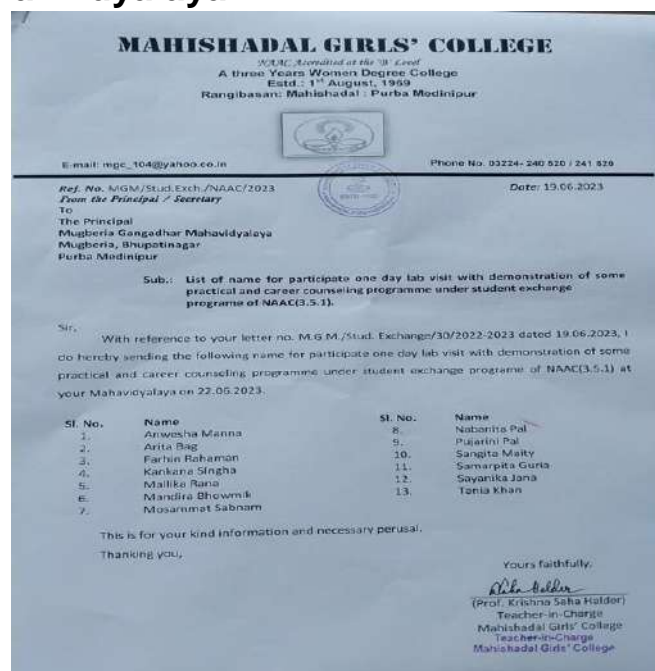 MAHISHADAL GIRLS' COLLEGE
NAAC Accredited at the 'B' Level
A three Years Women Degree College
Estd.: 1st August, 1969
Rangibasan: Mahishadal : Purba Medinipur
E-mail: mgc_104@yahoo.co.in Phone No. 03224- 240 520 / 241 520
Ref. No. MGM/Stud.Exch./NAAC/2023 Date: 19.06.2023
From the Principal / Secretary
To
The Principal
Mugberia Gangadhar Mahavidyalaya
Mugberia, Bhupatinagar
Purba Medinipur
Sub.: List of name for participate one day lab visit with demonstration of some
practical and career counseling programme under student exchange
programe of NAAC(3.5.1).
Sir,
With reference to your letter no. M.G.M./Stud. Exchange/30/2022-2023 dated 19.06.2023, I
do hereby sending the following name for participate one day lab visit with demonstration of some
practical and career counseling programme under student exchange programe of NAAC(3.5.1) at
your Mahavidyalaya on 22.06.2023.
Sl. No. Name Sl. No. Name
1. Anwesha Manna 8. Nabanita Pal
2. Arita Bag 9. Pujarini Pal
3. Farhin Rahaman 10. Sangita Maity
4. Kankana Singha 11. Samarpita Guria
5. Mallika Rana 12. Sayanika Jana
6. Mandira Bhowmik 13. Tania Khan
7. Mosammat Sabnam
This is for your kind information and necessary perusal.
Thanking you,
Yours faithfully,
(Prof. Krishna Saha Haldor)
Teacher-in-Charge
Mahishadal Girls' College
Teacher-in-Charge
Mahishadal Girls' College